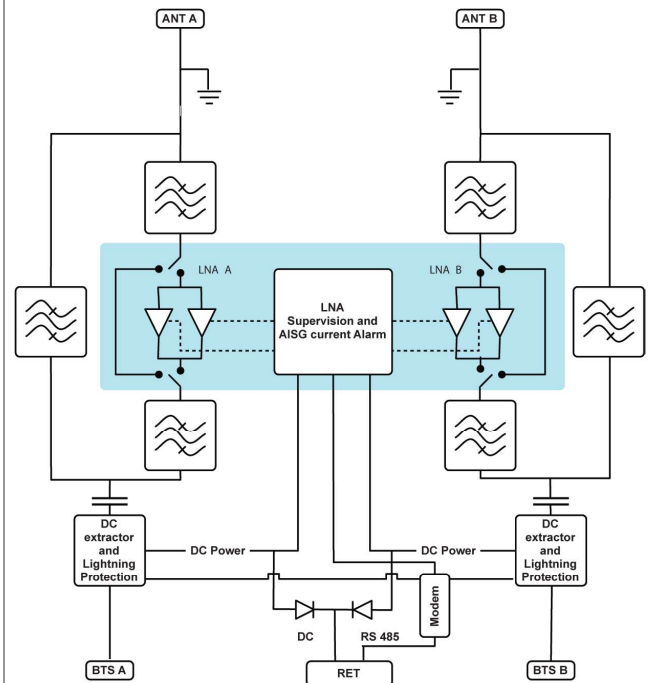 ANT A
ANT B
LNA A
LNA B
LNA
Supervision and
AISG current Alarm
DC
extractor
and
Lightning
Protection
DC Power
DC Power
DC
extractor
and
Lightning
Protection
Modem
DC
RS 485
BTS A
RET
BTS B